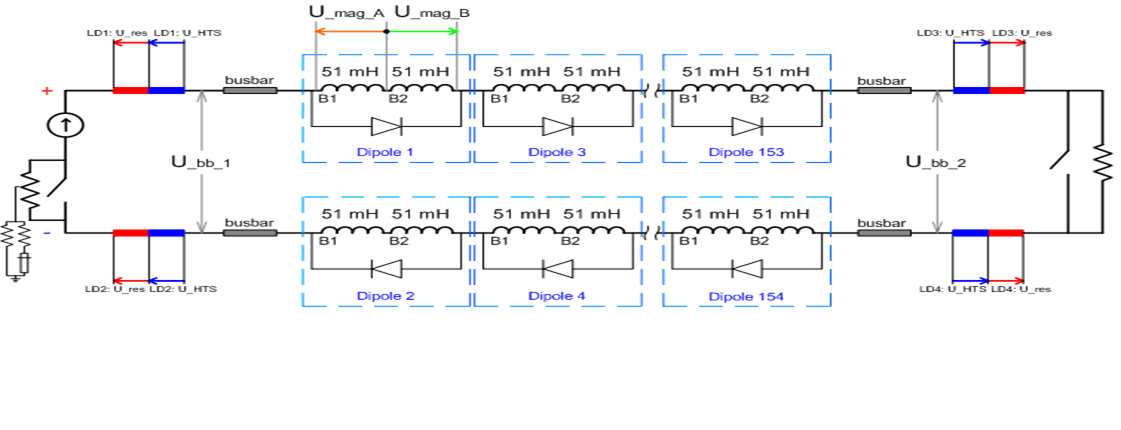 U_mag_A U_mag_B
LD1: U_res LD1: U_HTS
LD3: U_HTS LD3: U_res
51 mH 51 mH
51 mH 51 mH
51 mH 51 mH
busbar
busbar
+
B1 B2
B1 B2
B1 B2
Dipole 1
Dipole 3
Dipole 153
U_bb_1
U_bb_2
51 mH 51 mH
51 mH 51 mH
51 mH 51 mH
busbar
busbar
-
B1 B2
B1 B2
B1 B2
LD2: U_res LD2: U_HTS
Dipole 2
Dipole 4
Dipole 154
LD4: U_HTS LD4: U_res